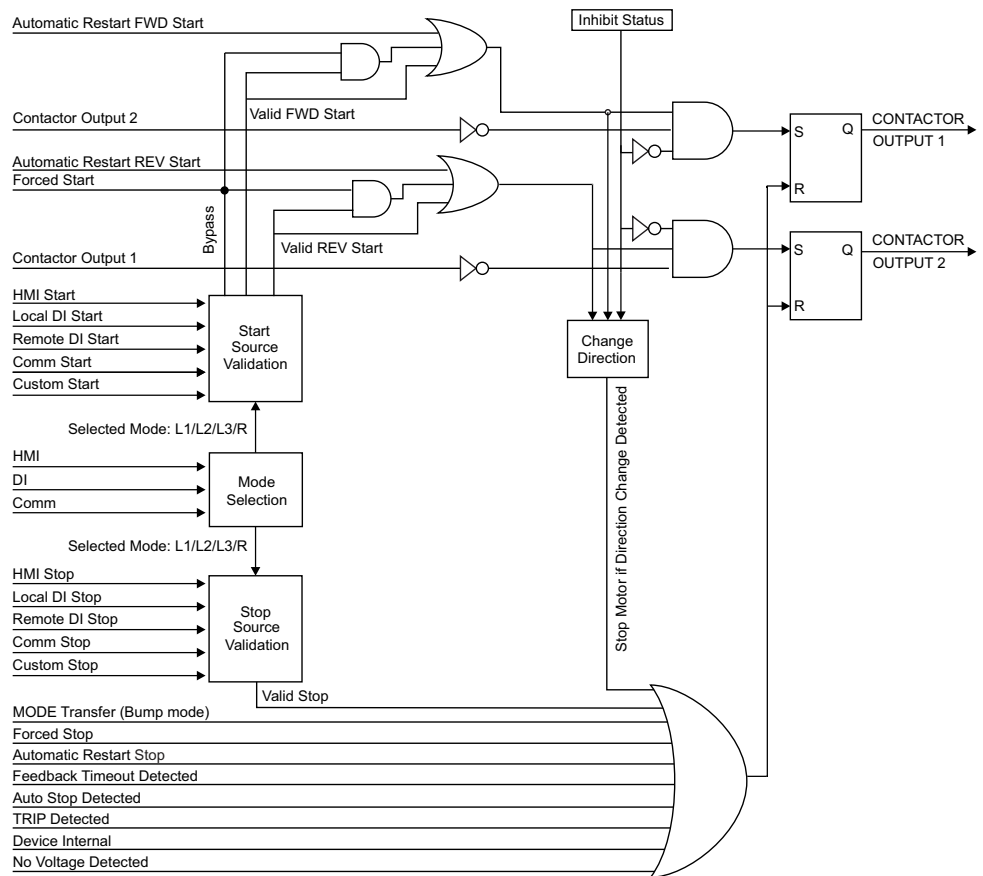 Automatic Restart FWD Start
Inhibit Status
Valid FWD Start
Contactor Output 2
S
Q
CONTACTOR
OUTPUT 1
R
Automatic Restart REV Start
Forced Start
Bypass
Valid REV Start
Contactor Output 1
S
Q
CONTACTOR
OUTPUT 2
R
HMI Start
Local DI Start
Remote DI Start
Comm Start
Custom Start
Start
Source
Validation
Change
Direction
Selected Mode: L1/L2/L3/R
HMI
DI
Comm
Mode
Selection
Selected Mode: L1/L2/L3/R
Stop Motor if Direction Change Detected
HMI Stop
Local DI Stop
Remote DI Stop
Comm Stop
Custom Stop
Stop
Source
Validation
Valid Stop
MODE Transfer (Bump mode)
Forced Stop
Automatic Restart Stop
Feedback Timeout Detected
Auto Stop Detected
TRIP Detected
Device Internal
No Voltage Detected